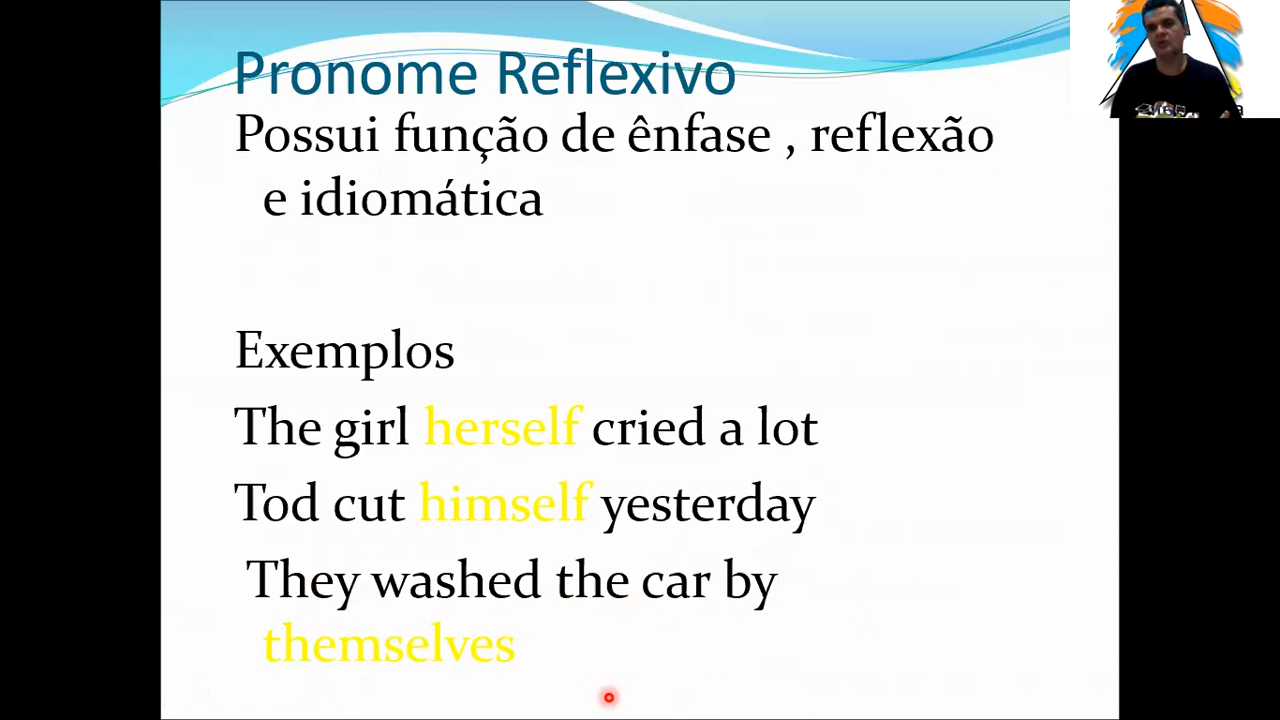 Pronome Reflexivo
Possui função de ênfase , reflexão
e idiomática
Exemplos
The girl herself cried a lot
Tod cut himself yesterday
They washed the car by
themselves